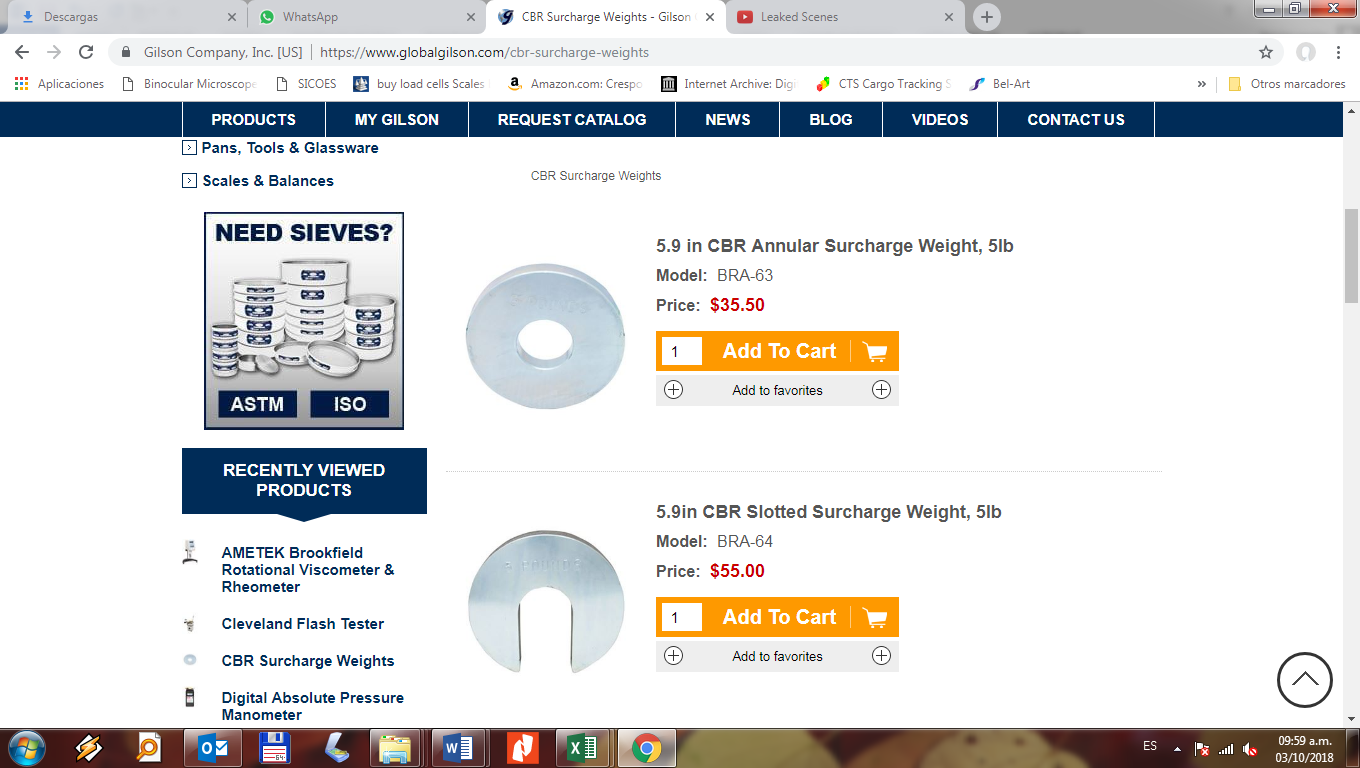 Descargas
WhatsApp
CBR Surcharge Weights - Gilson
Leaked Scenes
Gilson Company, Inc. [US]
https://www.globalgilson.com/cbr-surcharge-weights
Aplicaciones
Binocular Microscope
SICOES
buy load cells Scales
Amazon.com: Crespo
Internet Archive: Digi
CTS Cargo Tracking S
Bel-Art
»
Otros marcadores
PRODUCTS
MY GILSON
REQUEST CATALOG
NEWS
BLOG
VIDEOS
CONTACT US
Pans, Tools & Glassware
Scales & Balances
NEED SIEVES?
ASTM
ISO
RECENTLY VIEWED
PRODUCTS
AMETEK Brookfield
Rotational Viscometer &
Rheometer
Cleveland Flash Tester
CBR Surcharge Weights
Digital Absolute Pressure
Manometer
CBR Surcharge Weights
5.9 in CBR Annular Surcharge Weight, 5lb
Model: BRA-63
Price: $35.50
1
Add To Cart
Add to favorites
5.9in CBR Slotted Surcharge Weight, 5lb
Model: BRA-64
Price: $55.00
1
Add To Cart
Add to favorites
ES
09:59 a.m.
03/10/2018